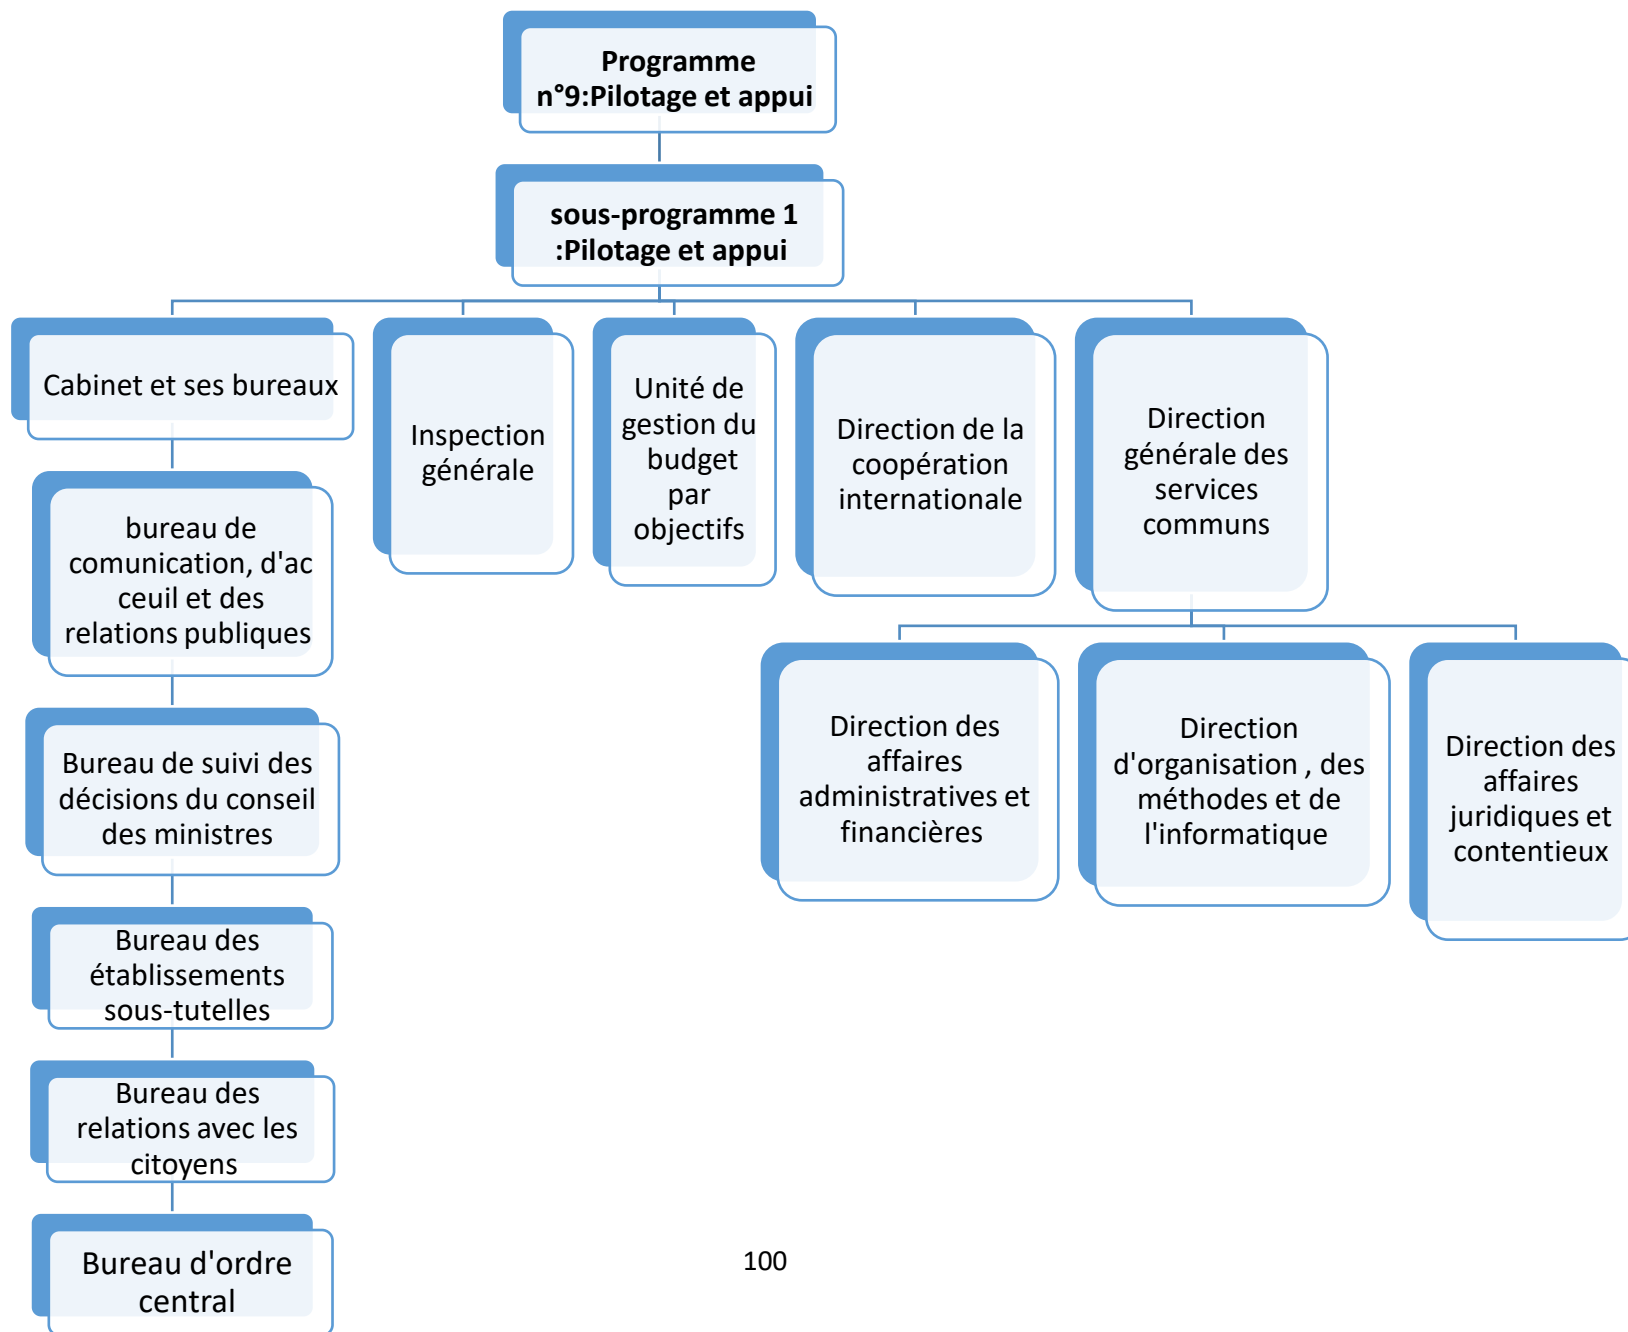 Programme
n°9:Pilotage et appui
sous-programme 1
:Pilotage et appui
Cabinet et ses bureaux
Inspection
générale
Unité de
gestion du
budget
par
objectifs
Direction de la
coopération
internationale
Direction
générale des
services
communs
bureau de
comunication, d'ac
ceuil et des
relations publiques
Bureau de suivi des
décisions du conseil
des ministres
Bureau des
établissements
sous-tutelles
Bureau des
relations avec les
citoyens
Bureau d'ordre
central
Direction des
affaires
administratives et
financières
Direction
d'organisation , des
méthodes et de
l'informatique
Direction des
affaires
juridiques et
contentieux
100